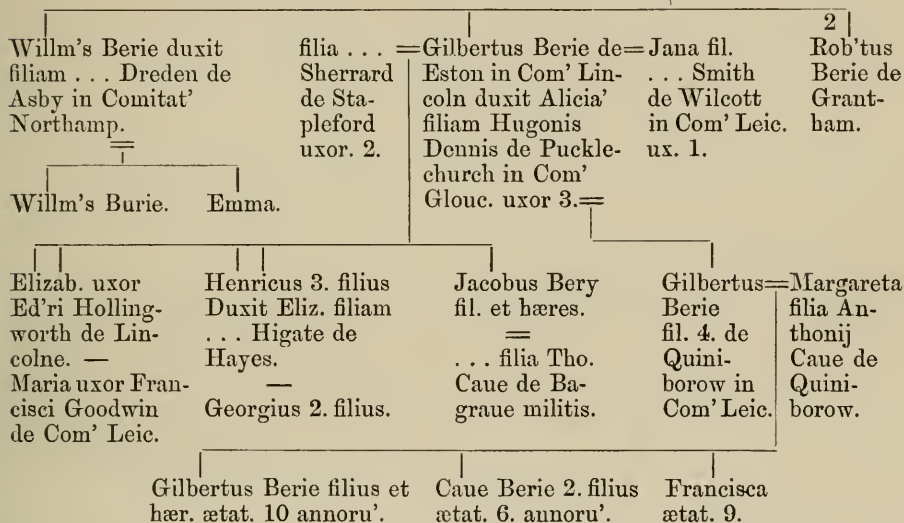 Willm's Berie duxit
filiam . . . Dreden de
Asby in Comitat'
Northamp.
=
Willm's Burie.
Emma.
filia . . .
Sherrard
de Sta-
pleford
uxor. 2.
=Gilbertus Berie de=
Eston in Com' Lin-
coln duxit Alicia'
filiam Hugonis
Dennis de Puckle-
church in Com'
Glouc. uxor 3.=
Jana fil.
. . . Smith
de Wilcott
in Com' Leic.
ux. 1.
2
Rob'tus
Berie de
Grant-
ham.
Elizab. uxor
Ed'ri Holling-
worth de Lin-
colne. —
Maria uxor Fran-
cisci Goodwin
de Com' Leic.
Henricus 3. filius
Duxit Eliz. filiam
. . . Higate de
Hayes.
—
Georgius 2. filius.
Jacobus Bery
fil. et hæres.
=
. . . filia Tho.
Caue de Ba-
graue militis.
Gilbertus=
Berie
fil. 4. de
Quini-
borow in
Com' Leic.
Margareta
filia An-
thonij
Caue de
Quini-
borow.
Gilbertus Berie filius et
hær. ætat. 10 annoru'.
Caue Berie 2. filius
ætat. 6. annoru'.
Francisca
ætat. 9.